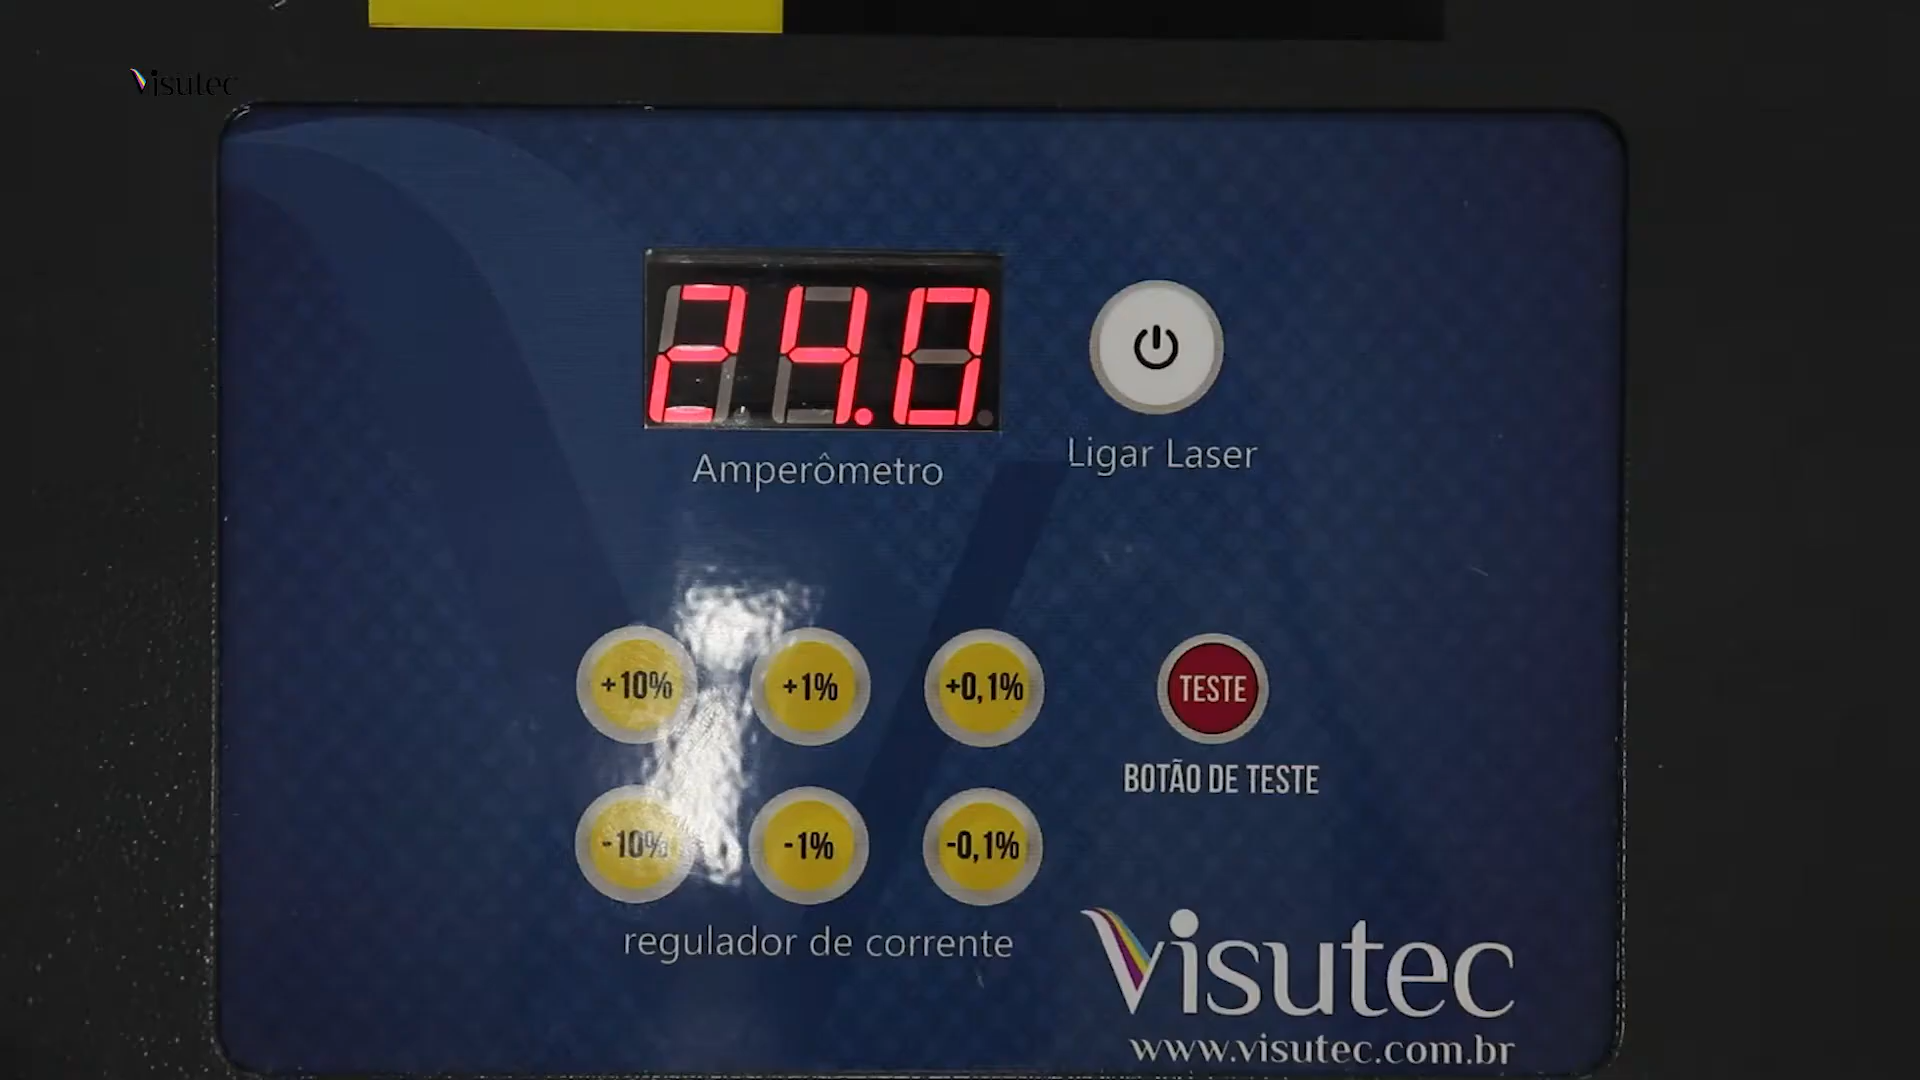 Visutec
24.0
Amperômetro
Ligar Laser
+10% +1% +0,1%
TESTE
BOTÃO DE TESTE
-10% -1% -0,1%
regulador de corrente
Visutec
www.visutec.com.br